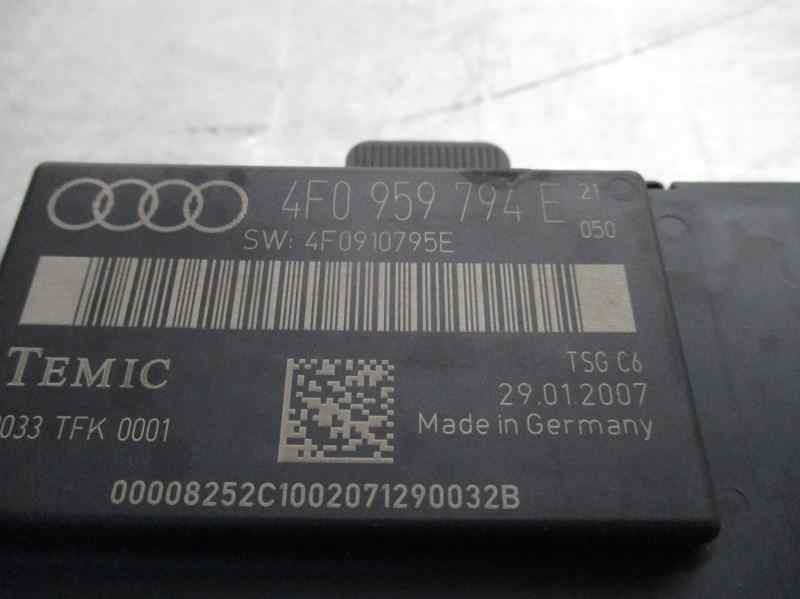 4F0 959 794 E 21
SW: 4F0910795E 050
TEMIC TSG C6
29.01.2007
033 TFK 0001 Made in Germany
00008252C1002071290032B